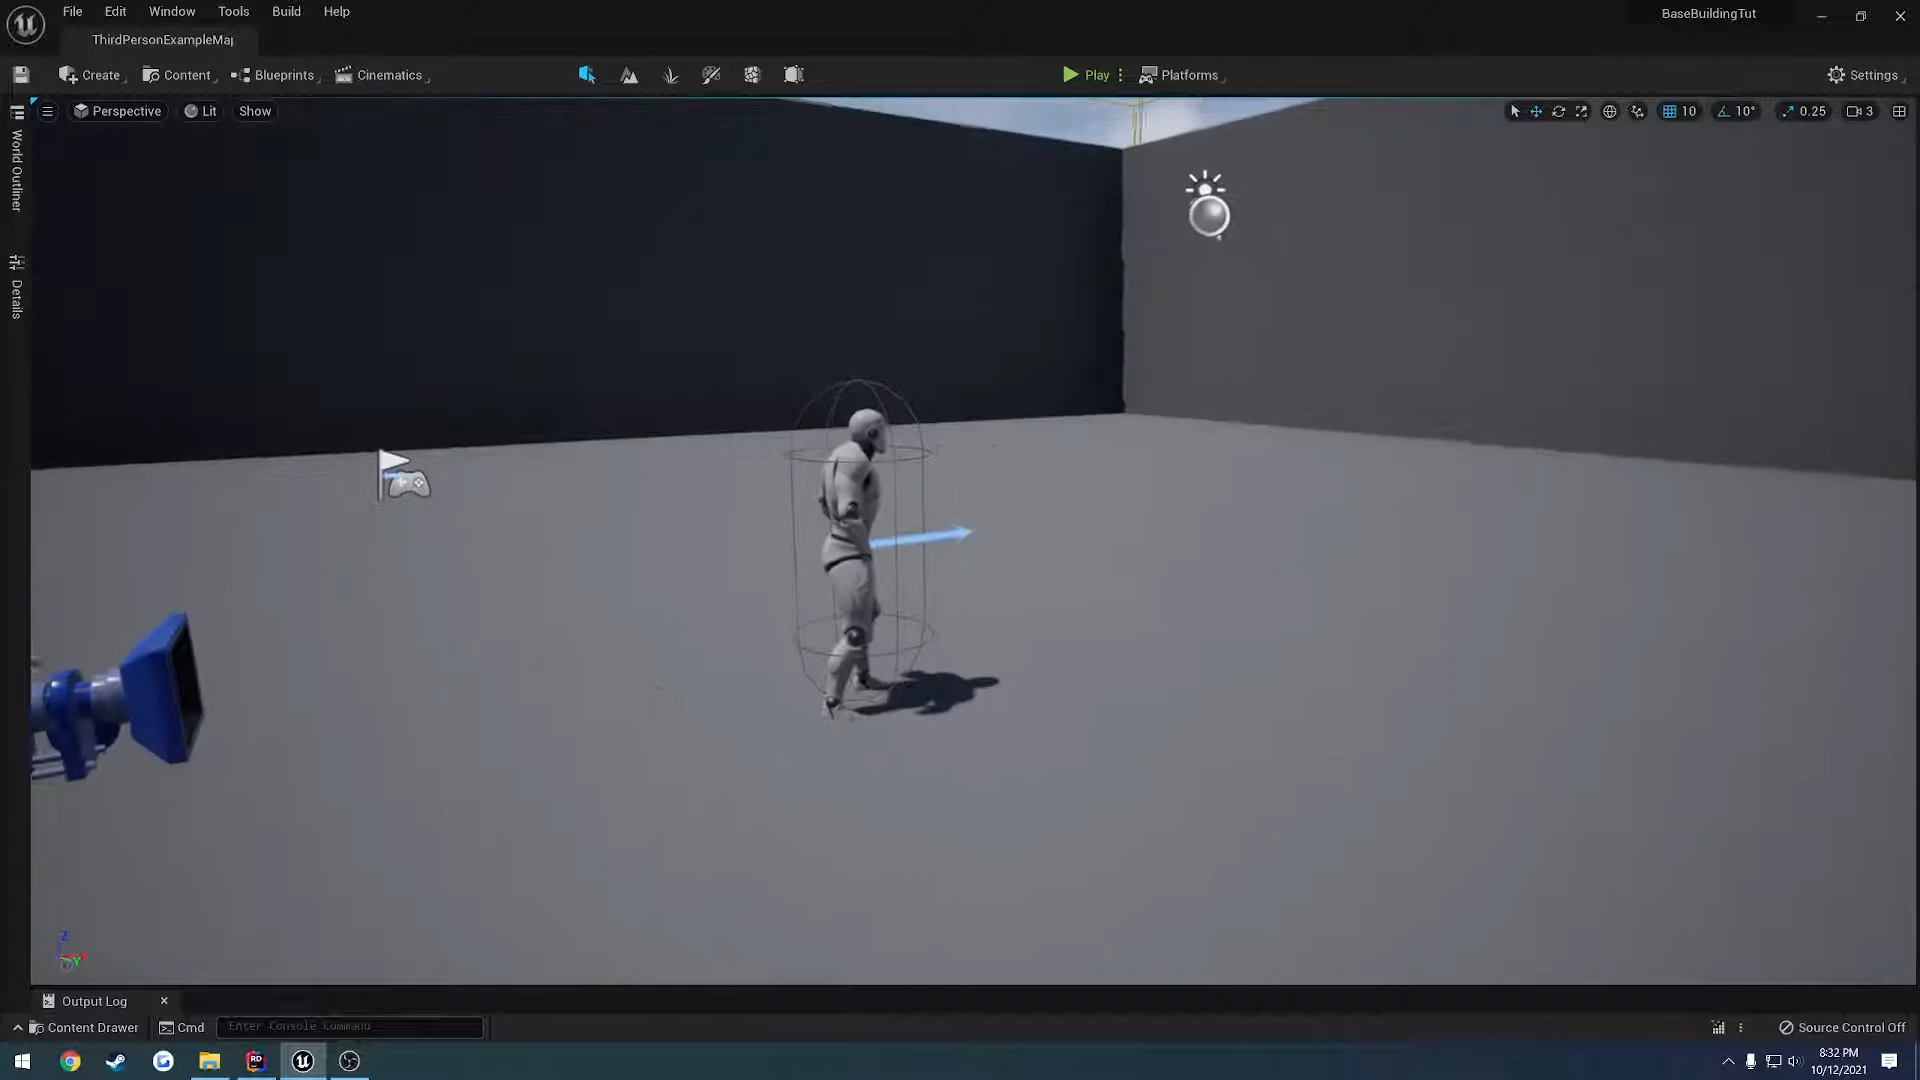 File Edit Window Tools Build Help
BaseBuildingTut
ThirdPersonExampleMap
Create Content Blueprints Cinematics
Play Platforms Settings
Perspective Lit Show
10 10° 0.25 3
World Outliner
Details
Z
Y
Output Log
Content Drawer Cmd Enter Console Command
Source Control Off
RD
8:32 PM
10/12/2021